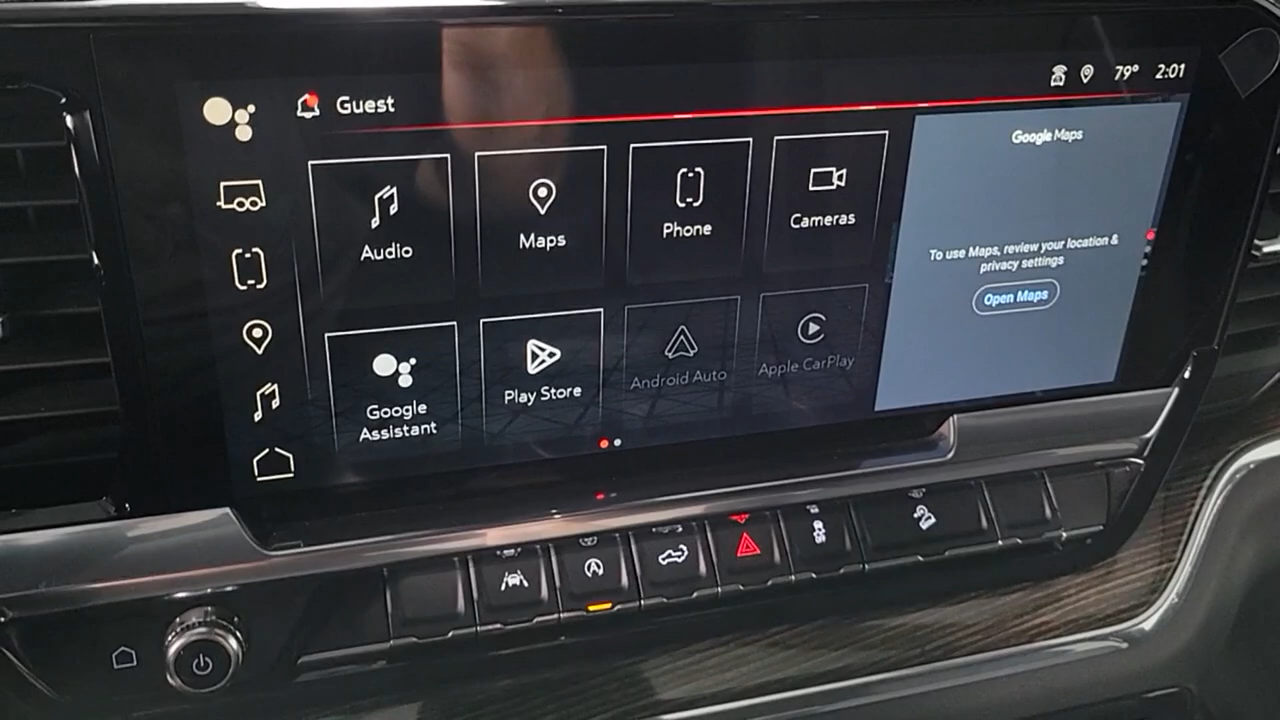 Guest
79° 2:01
Audio
Maps
Phone
Cameras
Google
Assistant
Play Store
Android Auto
Apple CarPlay
Google Maps
To use Maps, review your location &
privacy settings
Open Maps
A